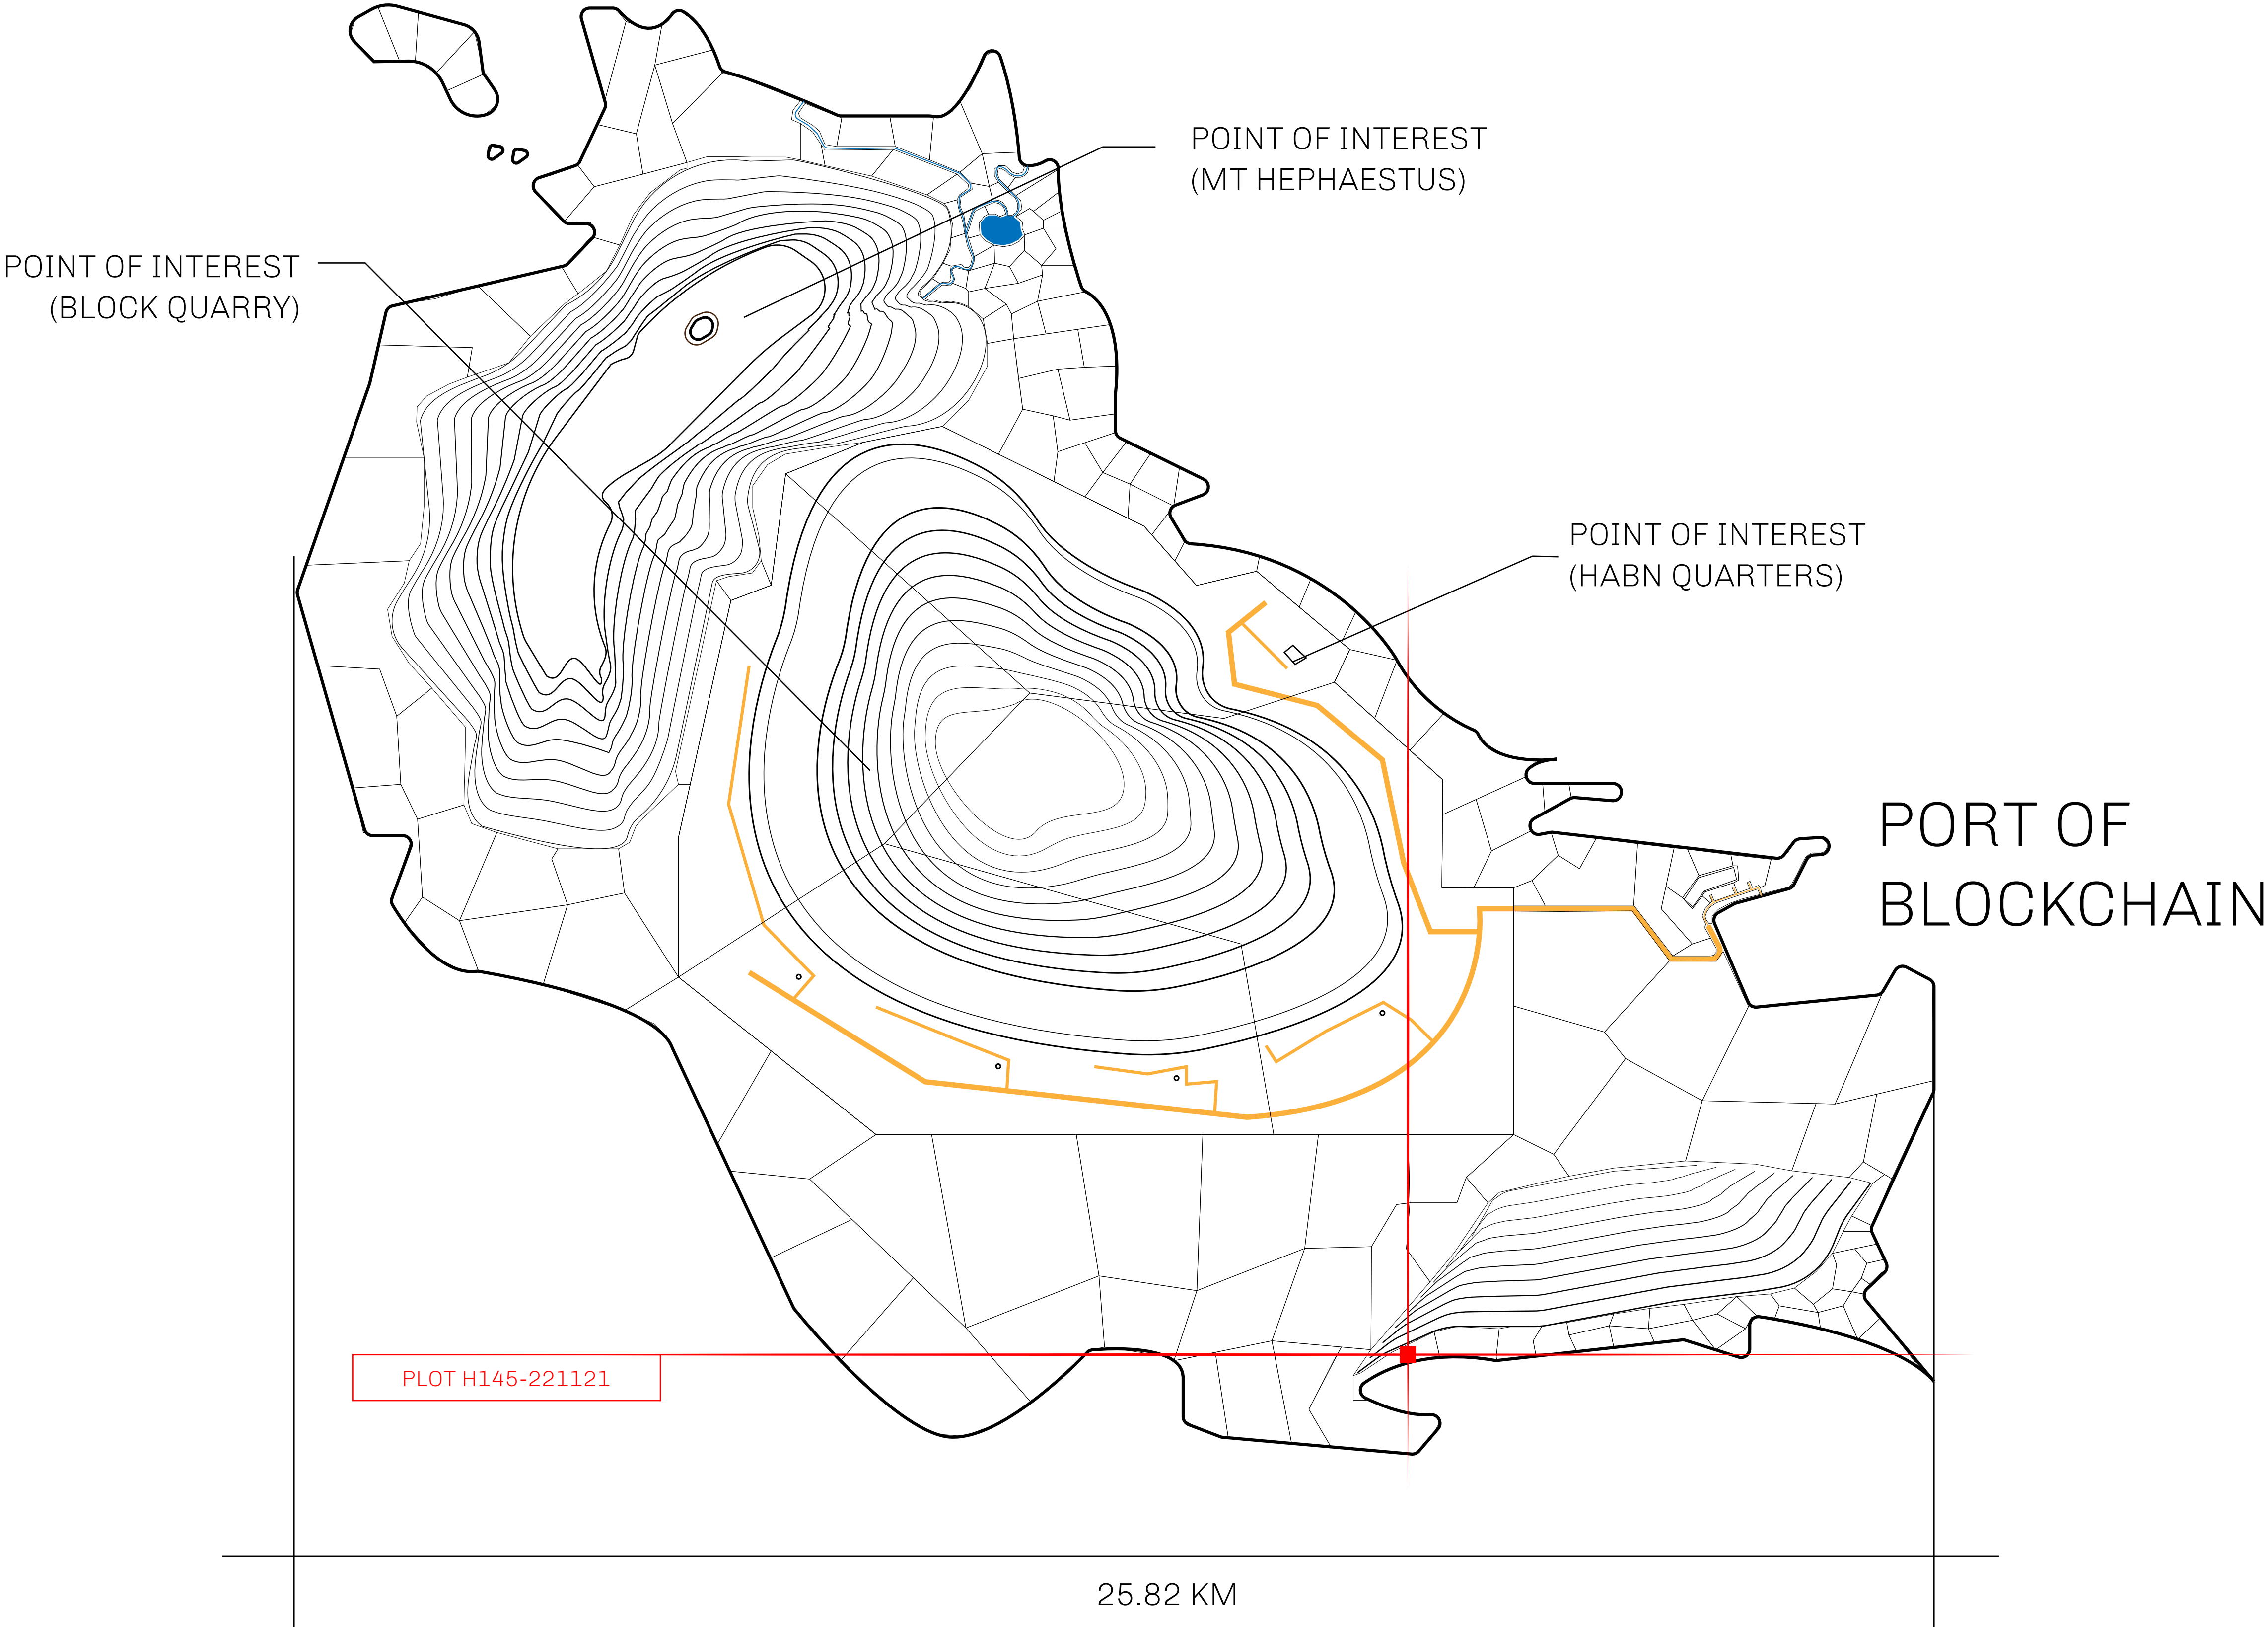 POINT OF INTEREST
(MT HEPHAESTUS)
POINT OF INTEREST
(BLOCK QUARRY)
POINT OF INTEREST
(HABN QUARTERS)
PORT OF
BLOCKCHAIN
PLOT H145-221121
25.82 KM